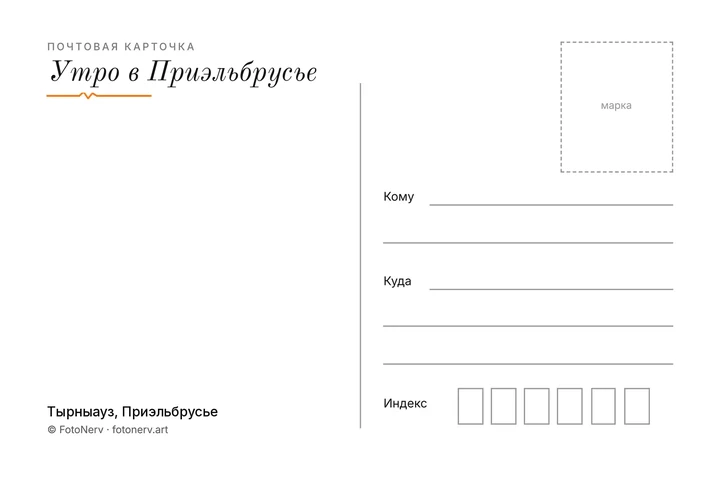 ПОЧТОВАЯ КАРТОЧКА
Утро в Приэльбрусье
марка
Кому
Куда
Индекс
Тырныауз, Приэльбрусье
© FotoNerv · fotonerv.art